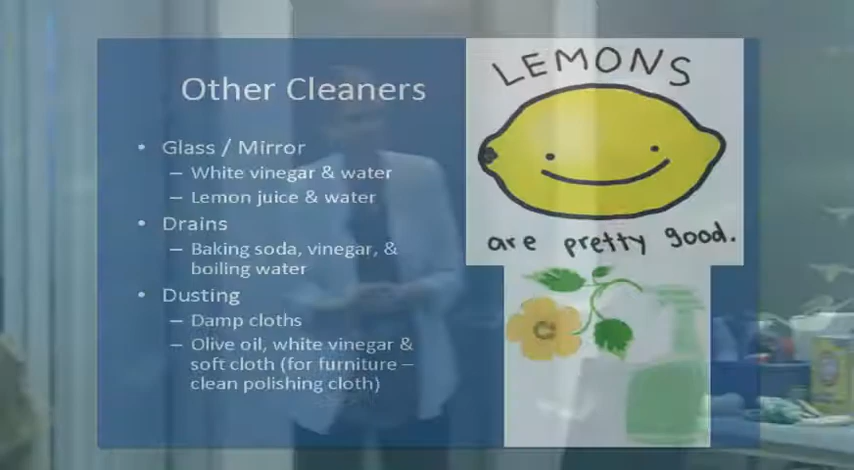 Other Cleaners
• Glass / Mirror
– White vinegar & water
– Lemon juice & water
• Drains
– Baking soda, vinegar, &
boiling water
• Dusting
– Damp cloths
– Olive oil, white vinegar &
soft cloth (for furniture –
clean polishing cloth)
LEMONS
are pretty good.